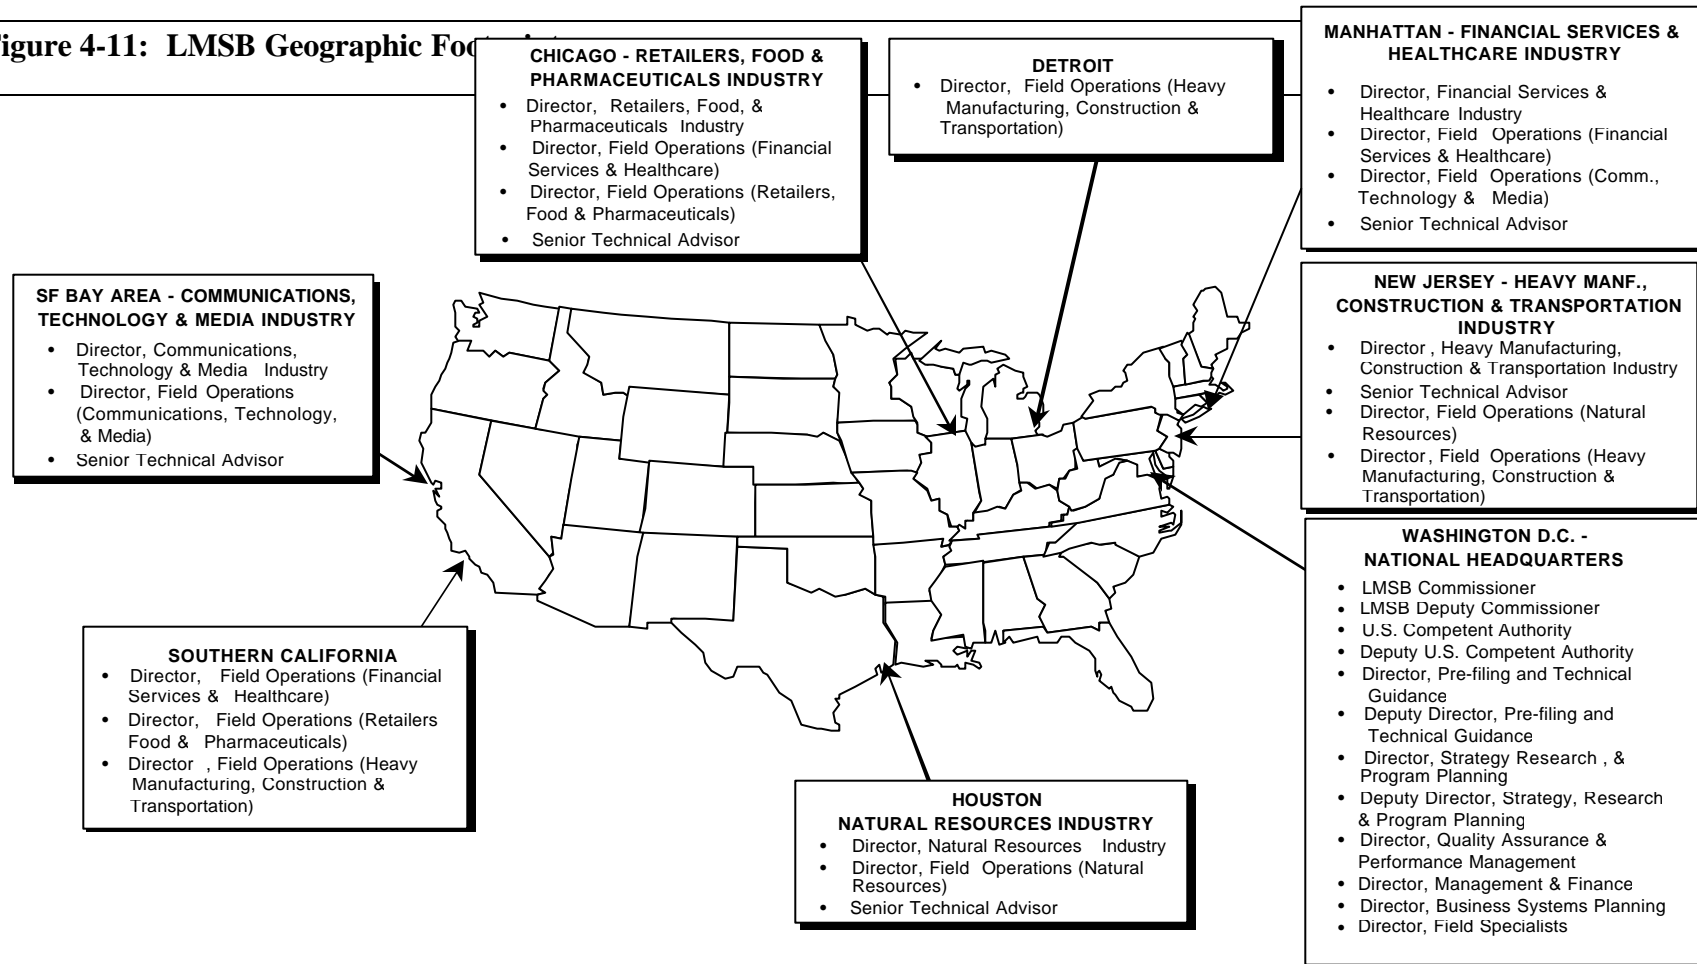 igure 4-11:  LMSB Geographic Foo
CHICAGO - RETAILERS, FOOD &
PHARMACEUTICALS INDUSTRY
• Director, Retailers, Food, &
Pharmaceuticals Industry
• Director, Field Operations (Financial
Services & Healthcare)
• Director, Field Operations (Retailers,
Food & Pharmaceuticals)
• Senior Technical Advisor
DETROIT
• Director, Field Operations (Heavy
Manufacturing, Construction &
Transportation)
MANHATTAN - FINANCIAL SERVICES &
HEALTHCARE INDUSTRY
• Director, Financial Services &
Healthcare Industry
• Director, Field Operations (Financial
Services & Healthcare)
• Director, Field Operations (Comm.,
Technology & Media)
• Senior Technical Advisor
SF BAY AREA - COMMUNICATIONS,
TECHNOLOGY & MEDIA INDUSTRY
• Director, Communications,
Technology & Media Industry
• Director, Field Operations
(Communications, Technology,
& Media)
• Senior Technical Advisor
NEW JERSEY - HEAVY MANF.,
CONSTRUCTION & TRANSPORTATION
INDUSTRY
• Director , Heavy Manufacturing,
Construction & Transportation Industry
• Senior Technical Advisor
• Director, Field Operations (Natural
Resources)
• Director, Field Operations (Heavy
Manufacturing, Construction &
Transportation)
WASHINGTON D.C. -
NATIONAL HEADQUARTERS
• LMSB Commissioner
• LMSB Deputy Commissioner
• U.S. Competent Authority
• Deputy U.S. Competent Authority
• Director, Pre-filing and Technical
Guidance
• Deputy Director, Pre-filing and
Technical Guidance
• Director, Strategy Research , &
Program Planning
• Deputy Director, Strategy, Research
& Program Planning
• Director, Quality Assurance &
Performance Management
• Director, Management & Finance
• Director, Business Systems Planning
• Director, Field Specialists
SOUTHERN CALIFORNIA
• Director, Field Operations (Financial
Services & Healthcare)
• Director, Field Operations (Retailers
Food & Pharmaceuticals)
• Director , Field Operations (Heavy
Manufacturing, Construction &
Transportation)
HOUSTON
NATURAL RESOURCES INDUSTRY
• Director, Natural Resources Industry
• Director, Field Operations (Natural
Resources)
• Senior Technical Advisor